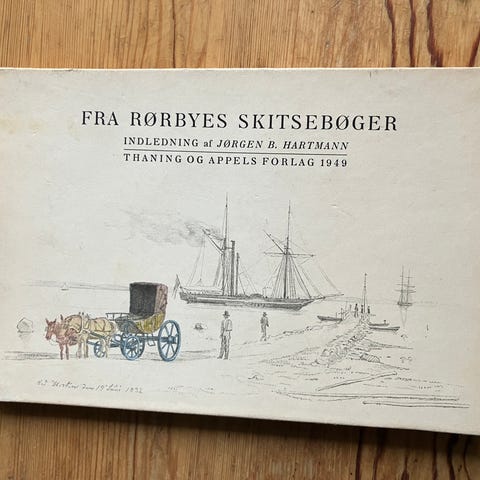 FRA RØRBYES SKITSEBØGER
INDLEDNING af JØRGEN B. HARTMANN
THANING OG APPELS FORLAG 1949